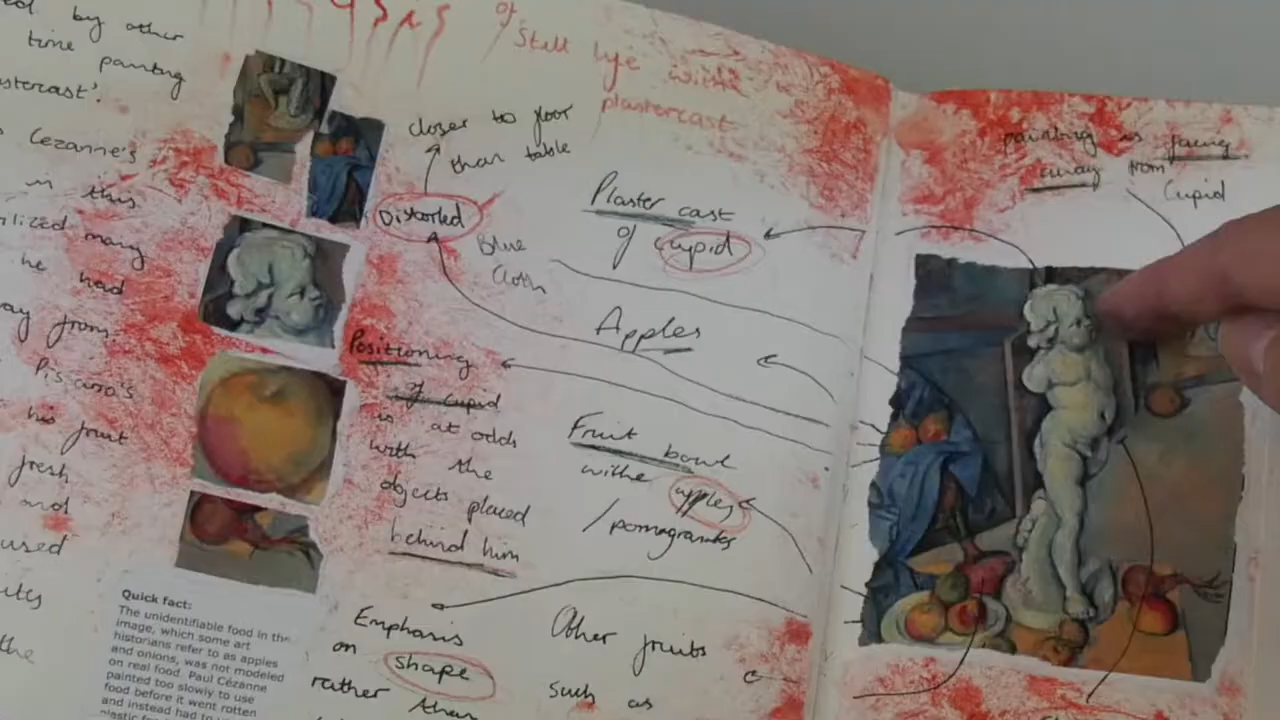 by other
time painting
Cezanne's
in this
many
he had
from
his fruit
fresh
and
used
the
of
Still life withe
plastercast
closer to floor
than table
Distorted
Blue
Cloth
Positioning
of cupid
is at odds
with the
objects placed
behind him
Plaster cast
of cupid
Apples
Fruit bowl
withe apples
/pomagranates
Emphasis
on shape
rather than
Other fruits
such as
painting is facing
away from
Cupid
Quick fact:
The unidentifiable food in the
image, which some art
historians refer to as apples
and onions, was not modeled
on real food. Paul Cézanne
painted too slowly to use
food before it went rotten
and instead had to